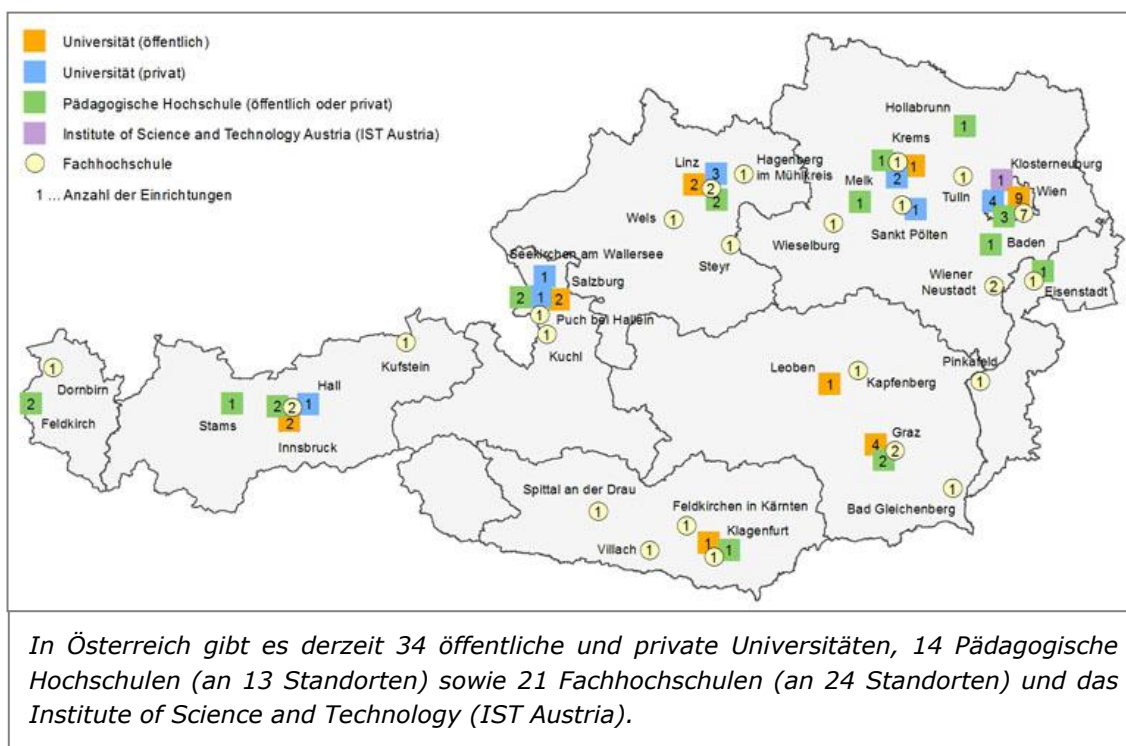 Universität (öffentlich)
Universität (privat)
Pädagogische Hochschule (öffentlich oder privat)
Institute of Science and Technology Austria (IST Austria)
Fachhochschule
1 ... Anzahl der Einrichtungen
Hollabrunn
1
Krems
1
1
1
2
Linz
3
2
2
2
Hagenberg
im Mühlkreis
1
Melk
1
Tulln
1
Klosterneuburg
1
Wien
4
9
3
7
Wels
1
Steyr
1
Wieselburg
1
Sankt Pölten
1
1
Baden
1
Seekirchen am Wallersee
1
Salzburg
2
1
2
Puch bei Hallein
1
Kuchl
1
Wiener
Neustadt
2
Eisenstadt
1
1
Kufstein
1
Dornbirn
1
Feldkirch
2
Stams
1
Hall
1
Innsbruck
2
2
2
Leoben
1
Kapfenberg
1
Pinkafeld
1
Graz
4
2
2
Bad Gleichenberg
1
Spittal an der Drau
1
Feldkirchen in Kärnten
1
Villach
1
Klagenfurt
1
1
1
In Österreich gibt es derzeit 34 öffentliche und private Universitäten, 14 Pädagogische
Hochschulen (an 13 Standorten) sowie 21 Fachhochschulen (an 24 Standorten) und das
Institute of Science and Technology (IST Austria).